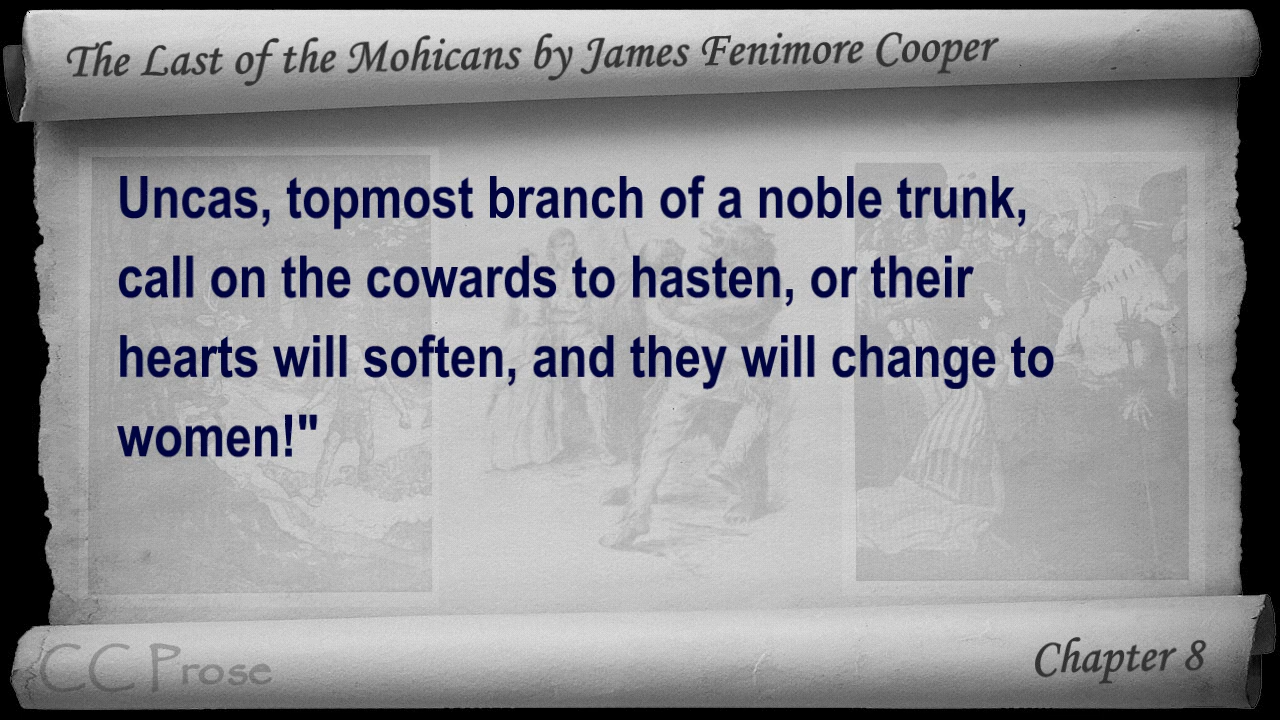 The Last of the Mohicans by James Fenimore Cooper
Uncas, topmost branch of a noble trunk,
call on the cowards to hasten, or their
hearts will soften, and they will change to
women!"
CC Prose
Chapter 8